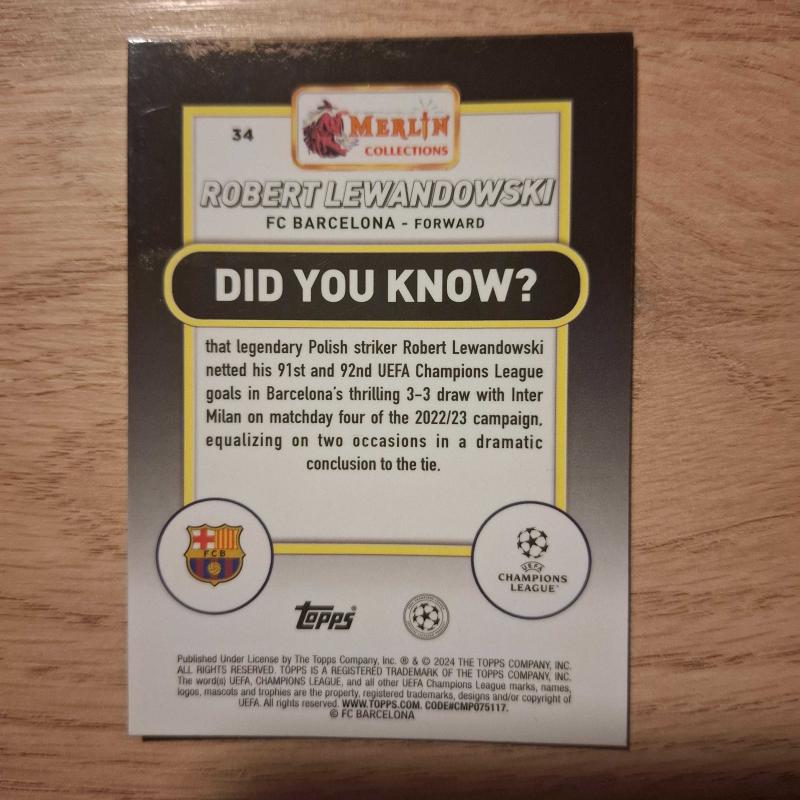 34
MERLIN
COLLECTIONS
ROBERT LEWANDOWSKI
FC BARCELONA - FORWARD
DID YOU KNOW?
that legendary Polish striker Robert Lewandowski
netted his 91st and 92nd UEFA Champions League
goals in Barcelona's thrilling 3–3 draw with Inter
Milan on matchday four of the 2022/23 campaign,
equalizing on two occasions in a dramatic
conclusion to the tie.
FCB
UEFA
CHAMPIONS
LEAGUE
topps
Published Under License by The Topps Company, Inc. ® & © 2024 THE TOPPS COMPANY, INC.
ALL RIGHTS RESERVED. TOPPS IS A REGISTERED TRADEMARK OF THE TOPPS COMPANY, INC.
The word(s) UEFA, CHAMPIONS LEAGUE, and all other UEFA Champions League marks, names,
logos, mascots and trophies are the property, registered trademarks, designs and/or copyright of
UEFA. All rights reserved. WWW.TOPPS.COM. CODE#CMP075117.
© FC BARCELONA